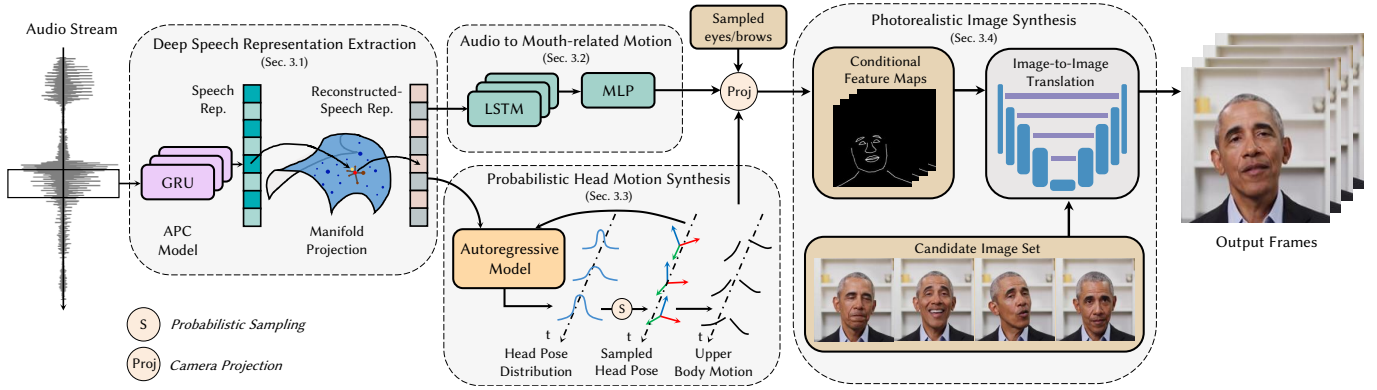 Audio Stream
Deep Speech Representation Extraction
(Sec. 3.1)
Speech
Rep.
Reconstructed-
Speech Rep.
GRU
APC
Model
Manifold
Projection
S
Probabilistic Sampling
Proj
Camera Projection
Audio to Mouth-related Motion
(Sec. 3.2)
LSTM
MLP
Sampled
eyes/brows
Proj
Probabilistic Head Motion Synthesis
(Sec. 3.3)
Autoregressive
Model
S
t
t
t
Head Pose
Distribution
Sampled
Head Pose
Upper
Body Motion
Photorealistic Image Synthesis
(Sec. 3.4)
Conditional
Feature Maps
Image-to-Image
Translation
Candidate Image Set
Output Frames